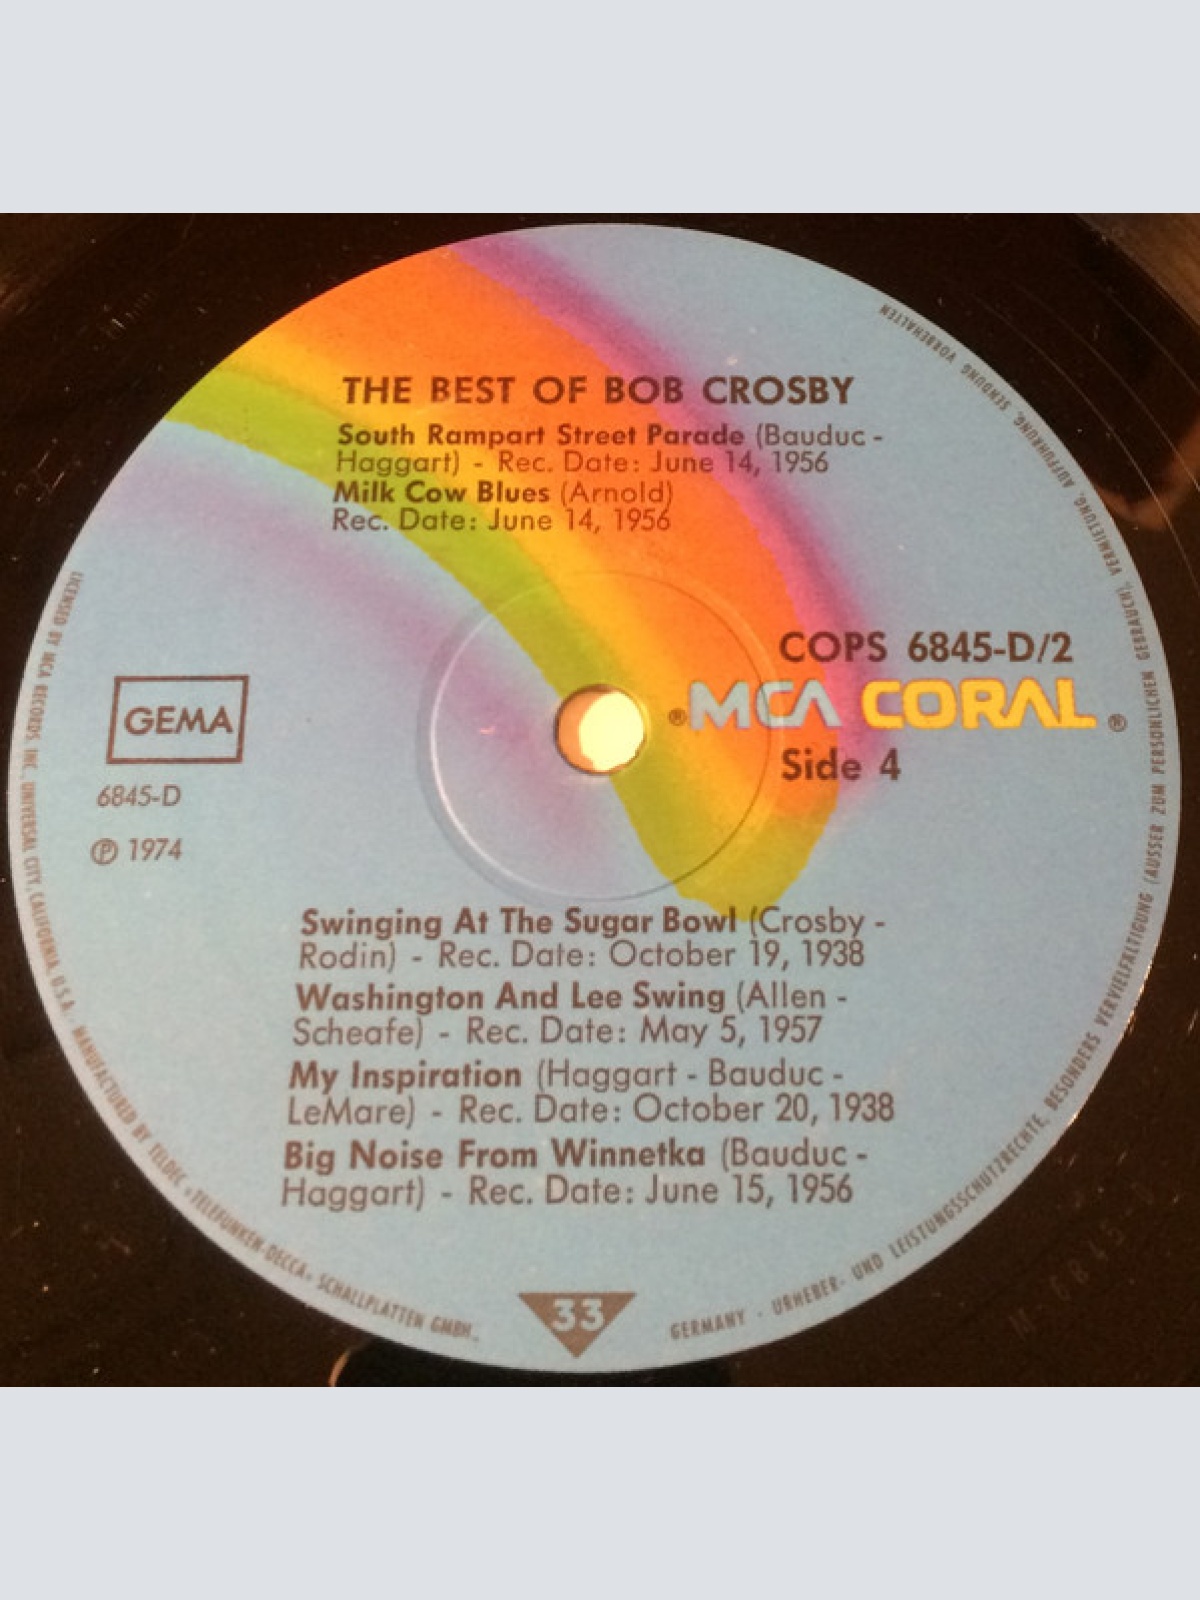 THE BEST OF BOB CROSBY
South Rampart Street Parade (Bauduc -
Haggart) - Rec. Date: June 14, 1956
Milk Cow Blues (Arnold)
Rec. Date: June 14, 1956
COPS 6845-D/2
® MCA CORAL ®
Side 4
GEMA
6845-D
℗ 1974
Swinging At The Sugar Bowl (Crosby -
Rodin) - Rec. Date: October 19, 1938
Washington And Lee Swing (Allen -
Scheafe) - Rec. Date: May 5, 1957
My Inspiration (Haggart - Bauduc -
LeMare) - Rec. Date: October 20, 1938
Big Noise From Winnetka (Bauduc -
Haggart) - Rec. Date: June 15, 1956
33
LICENSED BY MCA RECORDS INC. UNIVERSAL CITY, CALIFORNIA, U.S.A. MANUFACTURED BY TELDEC »TELEFUNKEN-DECCA« SCHALLPLATTEN GMBH.
GERMANY - URHEBER- UND LEISTUNGSSCHUTZRECHTE, BESONDERS VERVIELFÄLTIGUNG (AUSSER ZUM PERSÖNLICHEN GEBRAUCH), VERMIETUNG, AUFFÜHRUNG, SENDUNG VORBEHALTEN